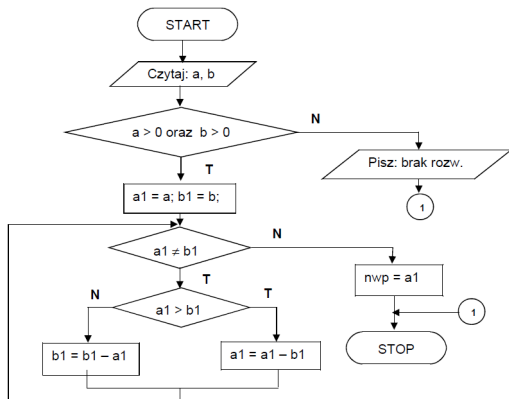 START
Czytaj: a, b
a > 0 oraz b > 0
N
T
Pisz: brak rozw.
a1 = a; b1 = b;
1
a1 ≠ b1
N
T
nwp = a1
N
a1 > b1
T
1
b1 = b1 – a1
a1 = a1 – b1
STOP